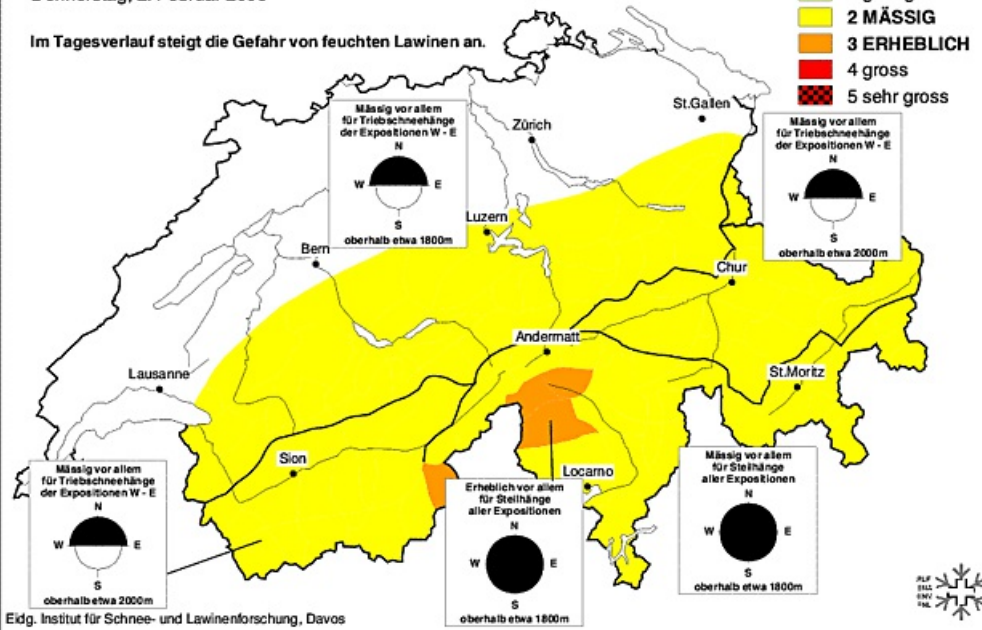 Im Tagesverlauf steigt die Gefahr von feuchten Lawinen an.
2 MÄSSIG
3 ERHEBLICH
4 gross
5 sehr gross
St.Gallen
Zürich
Mässig vor allem
für Triebschneehänge
der Expositionen W - E
N
W
E
S
oberhalb etwa 1800m
Mässig vor allem
für Triebschneehänge
der Expositionen W - E
N
W
E
S
oberhalb etwa 2000m
Luzern
Bern
Chur
Andermatt
Lausanne
St.Moritz
Sion
Locarno
Mässig vor allem
für Triebschneehänge
der Expositionen W - E
N
W
E
S
oberhalb etwa 2000m
Erheblich vor allem
für Steilhänge
aller Expositionen
N
W
E
S
oberhalb etwa 1800m
Mässig vor allem
für Steilhänge
aller Expositionen
N
W
E
S
oberhalb etwa 1800m
Eidg. Institut für Schnee- und Lawinenforschung, Davos